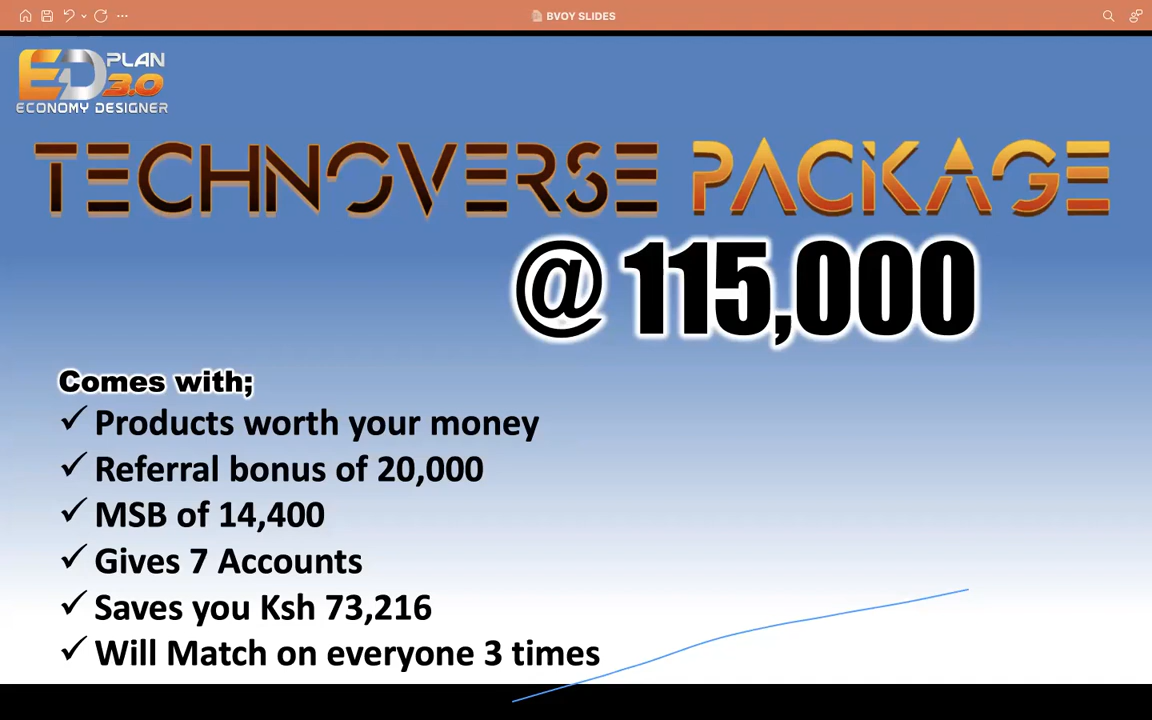 BVOY SLIDES
ED PLAN 3.0
ECONOMY DESIGNER
TECHNOVERSE PACKAGE
@ 115,000
Comes with;
✓ Products worth your money
✓ Referral bonus of 20,000
✓ MSB of 14,400
✓ Gives 7 Accounts
✓ Saves you Ksh 73,216
✓ Will Match on everyone 3 times